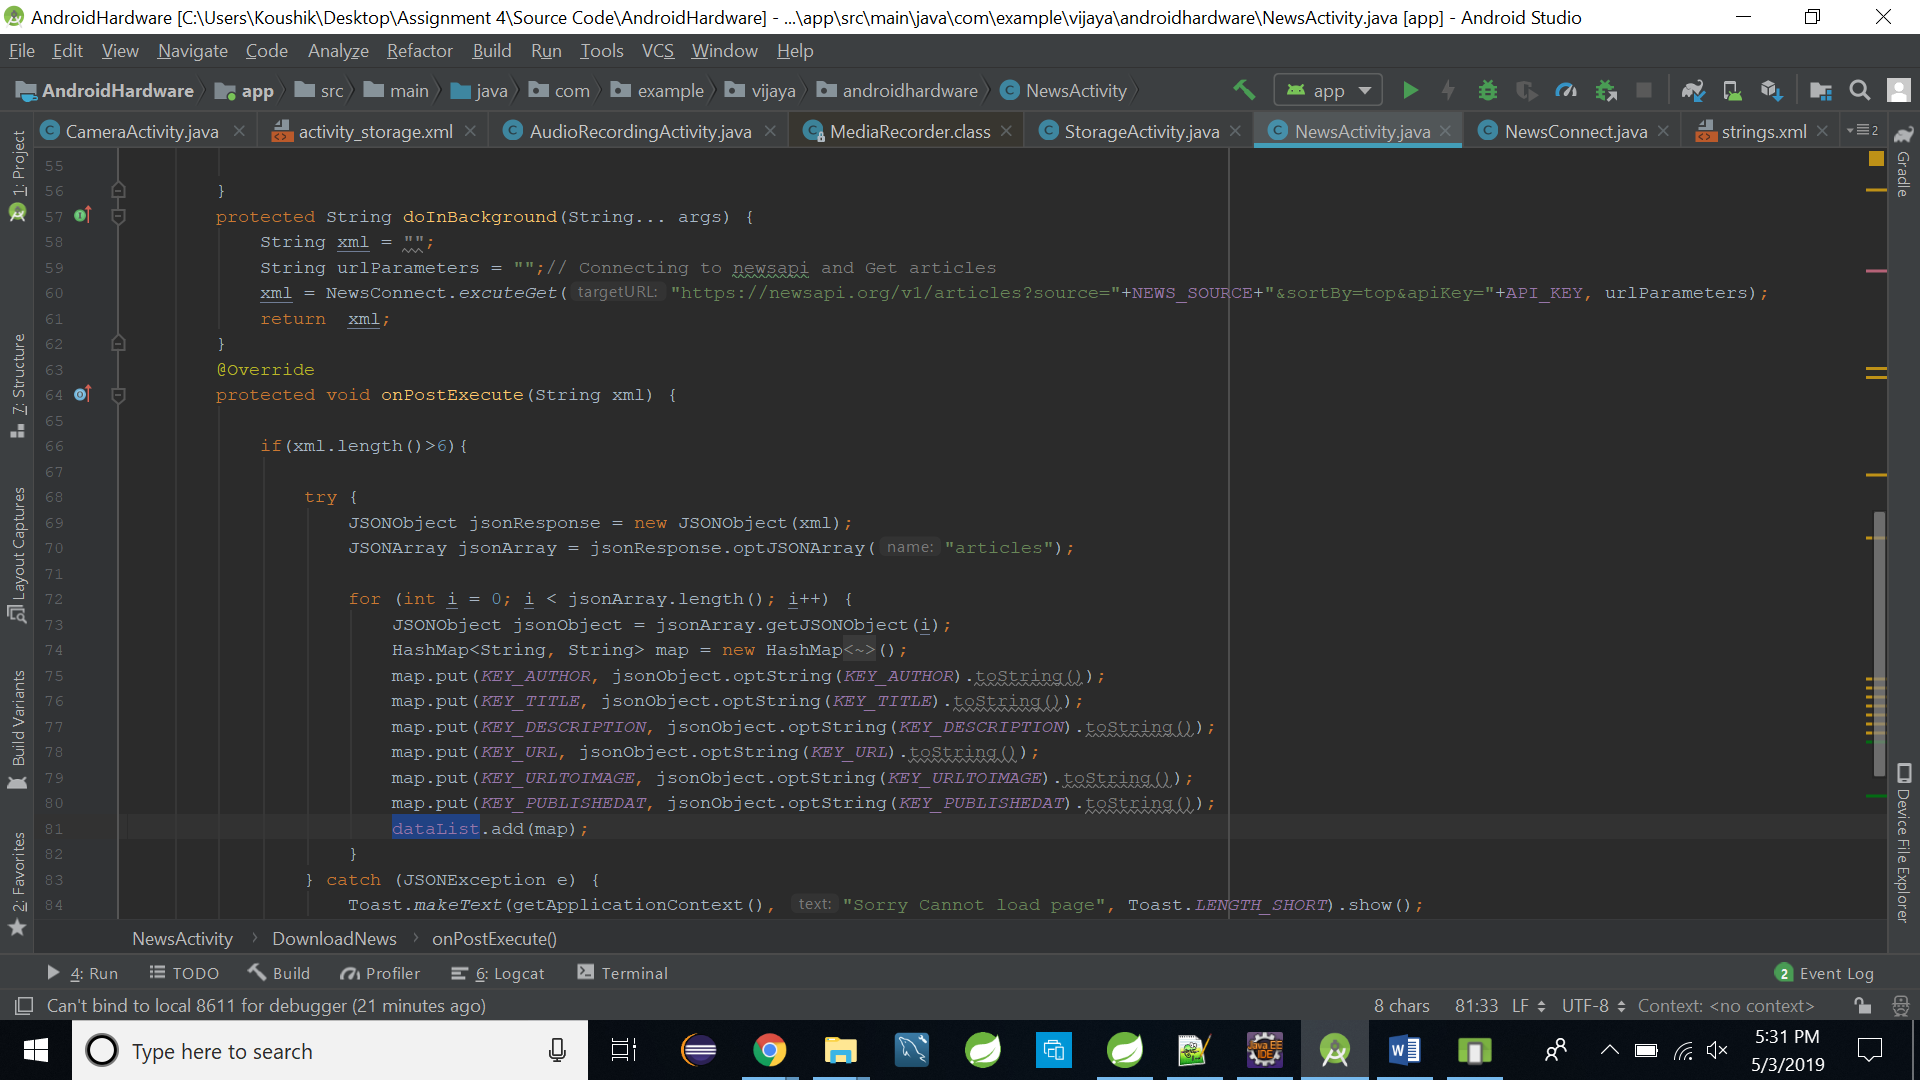 AndroidHardware [C:\Users\Koushik\Desktop\Assignment 4\Source Code\AndroidHardware] - ...\app\src\main\java\com\example\vijaya\androidhardware\NewsActivity.java [app] - Android Studio
File Edit View Navigate Code Analyze Refactor Build Run Tools VCS Window Help
AndroidHardware app src main java com example vijaya androidhardware NewsActivity app
CameraActivity.java activity_storage.xml AudioRecordingActivity.java MediaRecorder.class StorageActivity.java NewsActivity.java NewsConnect.java strings.xml 2
1: Project
7: Structure
Layout Captures
Build Variants
2: Favorites
Gradle
Device File Explorer
55
56 }
57 protected String doInBackground(String... args) {
58 String xml = "";
59 String urlParameters = "";// Connecting to newsapi and Get articles
60 xml = NewsConnect.excuteGet( targetURL: "https://newsapi.org/v1/articles?source="+NEWS_SOURCE+"&sortBy=top&apiKey="+API_KEY, urlParameters);
61 return xml;
62 }
63 @Override
64 protected void onPostExecute(String xml) {
65
66 if(xml.length()>6){
67
68 try {
69 JSONObject jsonResponse = new JSONObject(xml);
70 JSONArray jsonArray = jsonResponse.optJSONArray( name: "articles");
71
72 for (int i = 0; i < jsonArray.length(); i++) {
73 JSONObject jsonObject = jsonArray.getJSONObject(i);
74 HashMap<String, String> map = new HashMap<~>();
75 map.put(KEY_AUTHOR, jsonObject.optString(KEY_AUTHOR).toString());
76 map.put(KEY_TITLE, jsonObject.optString(KEY_TITLE).toString());
77 map.put(KEY_DESCRIPTION, jsonObject.optString(KEY_DESCRIPTION).toString());
78 map.put(KEY_URL, jsonObject.optString(KEY_URL).toString());
79 map.put(KEY_URLTOIMAGE, jsonObject.optString(KEY_URLTOIMAGE).toString());
80 map.put(KEY_PUBLISHEDAT, jsonObject.optString(KEY_PUBLISHEDAT).toString());
81 dataList.add(map);
82 }
83 } catch (JSONException e) {
84 Toast.makeText(getApplicationContext(), text: "Sorry Cannot load page", Toast.LENGTH_SHORT).show();
NewsActivity DownloadNews onPostExecute()
4: Run TODO Build Profiler 6: Logcat Terminal 2 Event Log
Can't bind to local 8611 for debugger (21 minutes ago) 8 chars 81:33 LF UTF-8 Context: <no context>
Type here to search
Java EE
IDE
5:31 PM
5/3/2019